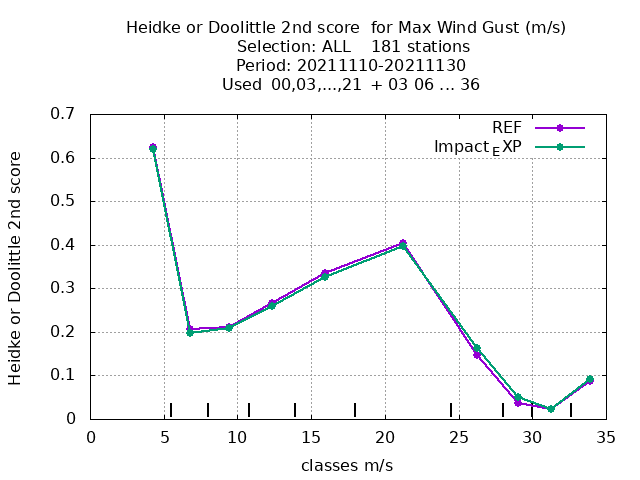 Heidke or Doolittle 2nd score  for Max Wind Gust (m/s)
Selection: ALL    181 stations
Period: 20211110-20211130
Used  00,03,...,21  + 03 06 ... 36
REF
Impact_EXP
Heidke or Doolittle 2nd score
0.7
0.6
0.5
0.4
0.3
0.2
0.1
0
0 5 10 15 20 25 30 35
classes m/s